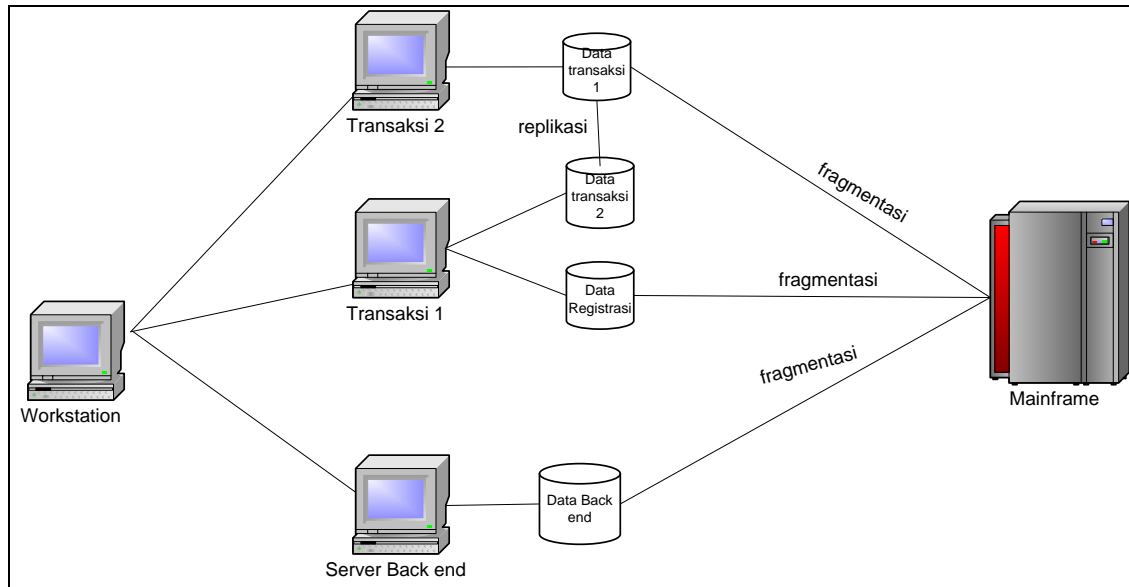 Data
transaksi
1
Transaksi 2
replikasi
Data
transaksi
2
fragmentasi
Transaksi 1
Data
Registrasi
fragmentasi
Workstation
fragmentasi
Mainframe
Data Back
end
Server Back end